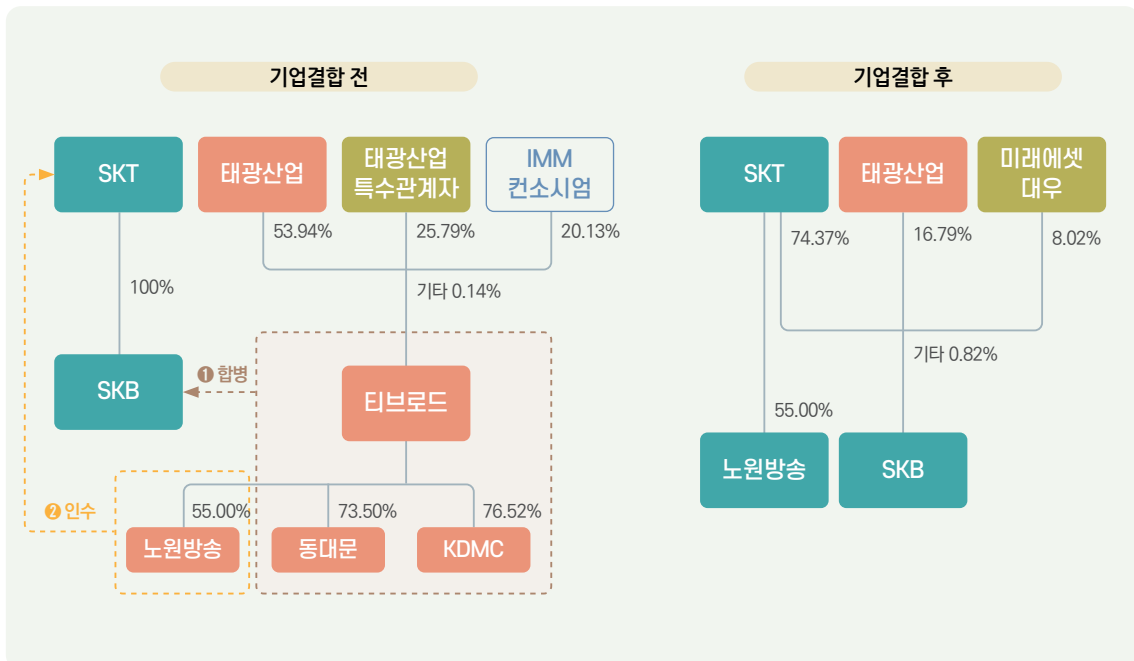 기업결합 전
기업결합 후
SKT
태광산업
태광산업
특수관계자
IMM
컨소시엄
53.94%
25.79%
20.13%
100%
기타 0.14%
SKB
❶ 합병
티브로드
❷ 인수
55.00%
73.50%
76.52%
노원방송
동대문
KDMC
SKT
태광산업
미래에셋
대우
74.37%
16.79%
8.02%
기타 0.82%
55.00%
노원방송
SKB